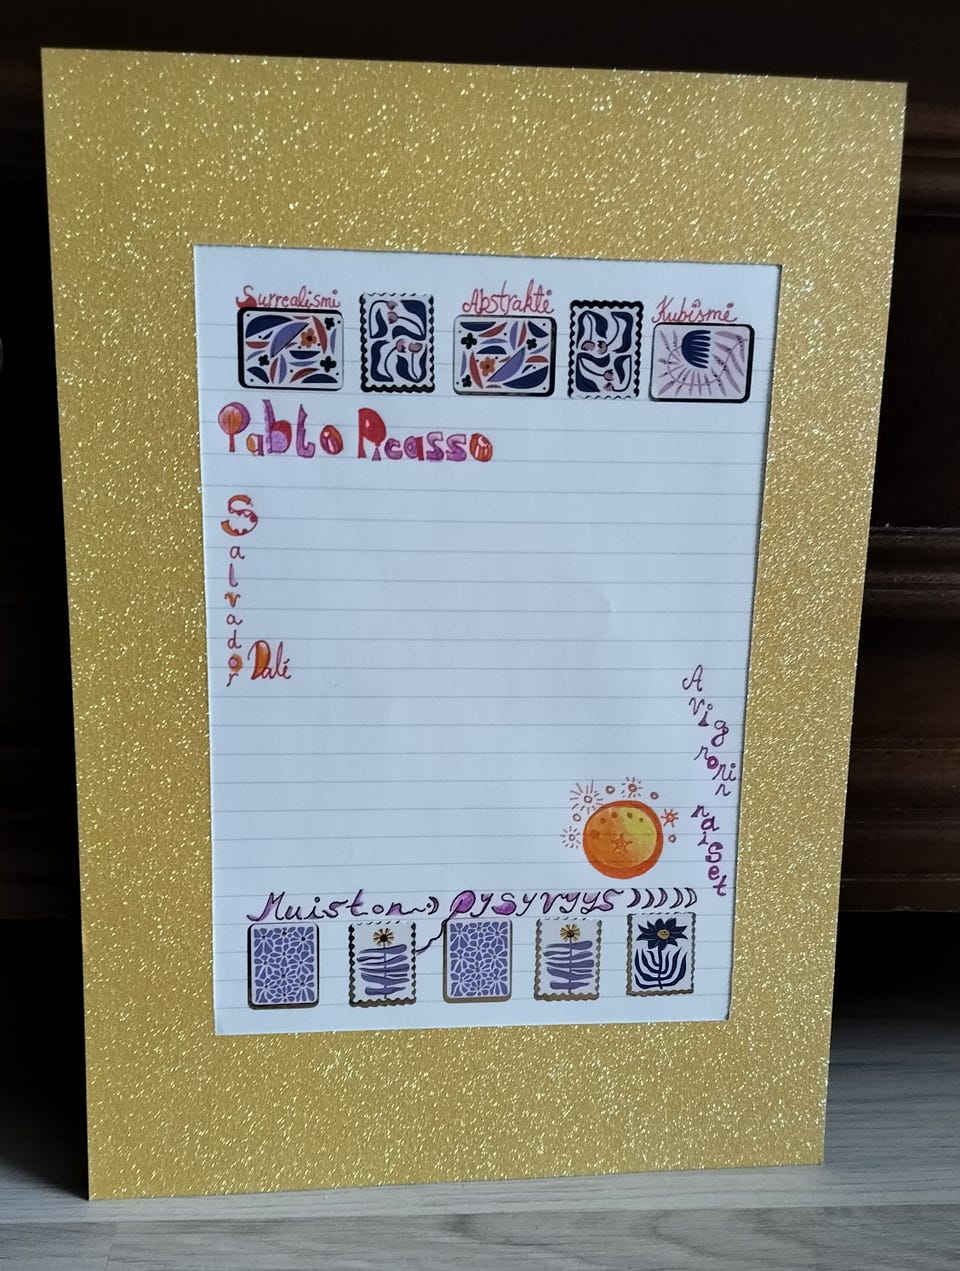 Surrealismi Abstrakti Kubismi
Pablo Picasso
Salvador Dalí
Avignonin naiset
Muiston pysyvyys